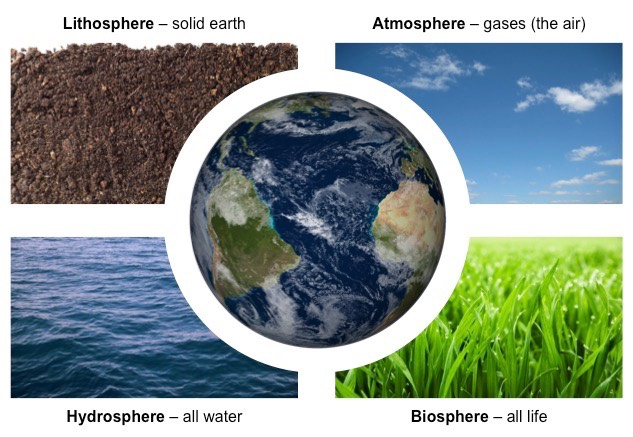 Lithosphere – solid earth
Atmosphere – gases (the air)
Hydrosphere – all water
Biosphere – all life